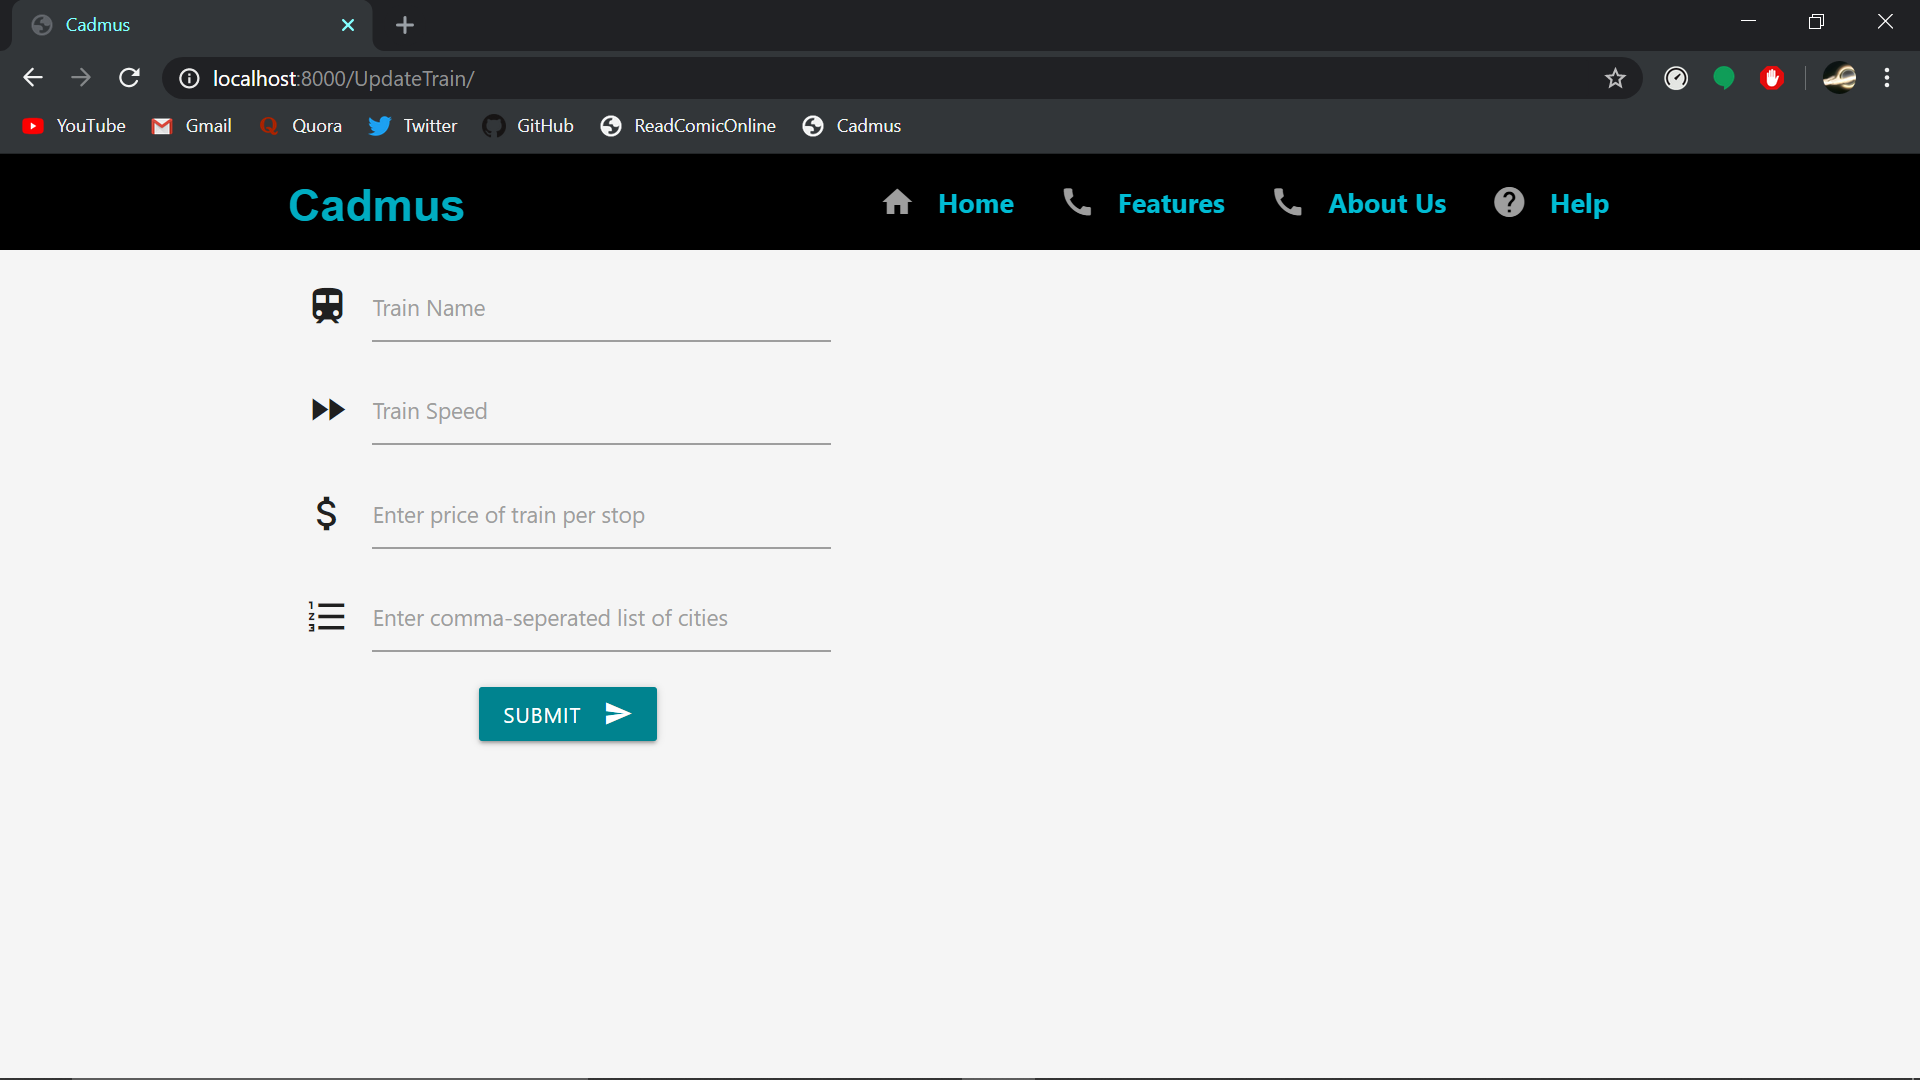 Cadmus
localhost:8000/UpdateTrain/
YouTube Gmail Quora Twitter GitHub ReadComicOnline Cadmus
Cadmus Home Features About Us Help
Train Name
Train Speed
Enter price of train per stop
Enter comma-seperated list of cities
SUBMIT